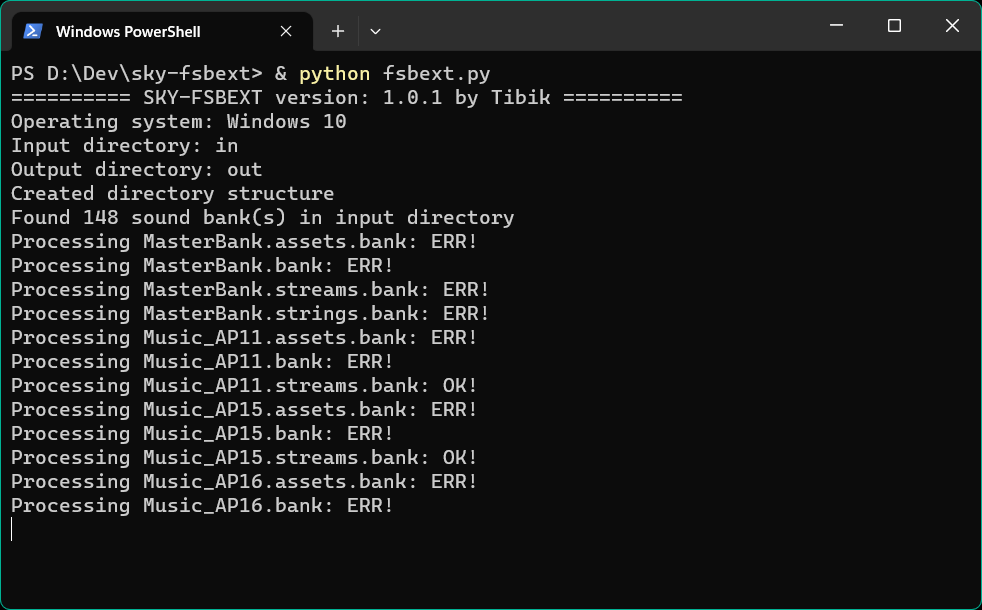 Windows PowerShell
PS D:\Dev\sky-fsbext> & python fsbext.py
========== SKY-FSBEXT version: 1.0.1 by Tibik ==========
Operating system: Windows 10
Input directory: in
Output directory: out
Created directory structure
Found 148 sound bank(s) in input directory
Processing MasterBank.assets.bank: ERR!
Processing MasterBank.bank: ERR!
Processing MasterBank.streams.bank: ERR!
Processing MasterBank.strings.bank: ERR!
Processing Music_AP11.assets.bank: ERR!
Processing Music_AP11.bank: ERR!
Processing Music_AP11.streams.bank: OK!
Processing Music_AP15.assets.bank: ERR!
Processing Music_AP15.bank: ERR!
Processing Music_AP15.streams.bank: OK!
Processing Music_AP16.assets.bank: ERR!
Processing Music_AP16.bank: ERR!